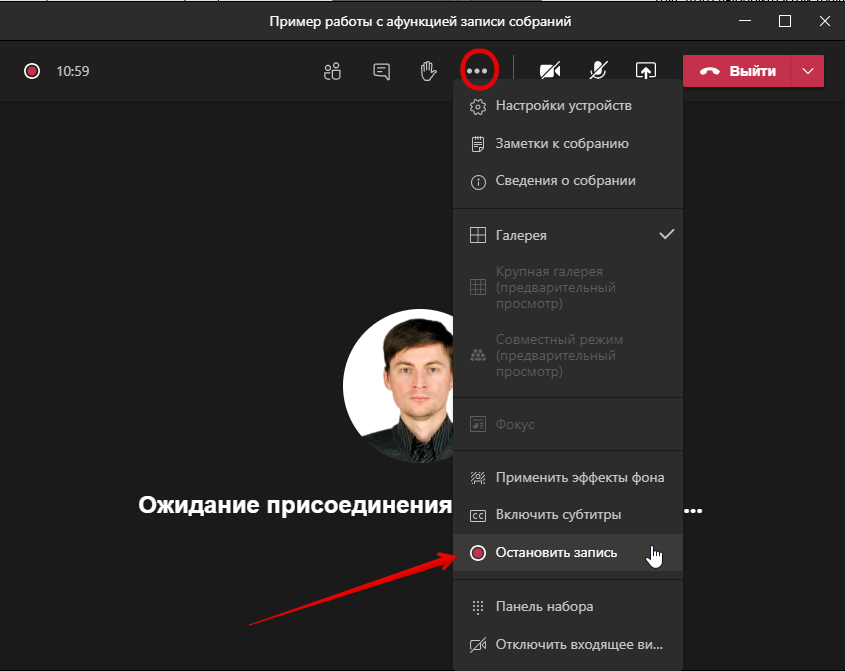 Пример работы с афункцией записи собраний
10:59
Выйти
Настройки устройств
Заметки к собранию
Сведения о собрании
Галерея
Крупная галерея
(предварительный
просмотр)
Совместный режим
(предварительный
просмотр)
Фокус
Применить эффекты фона
Ожидание присоединения
...
CC Включить субтитры
Остановить запись
Панель набора
Отключить входящее ви...